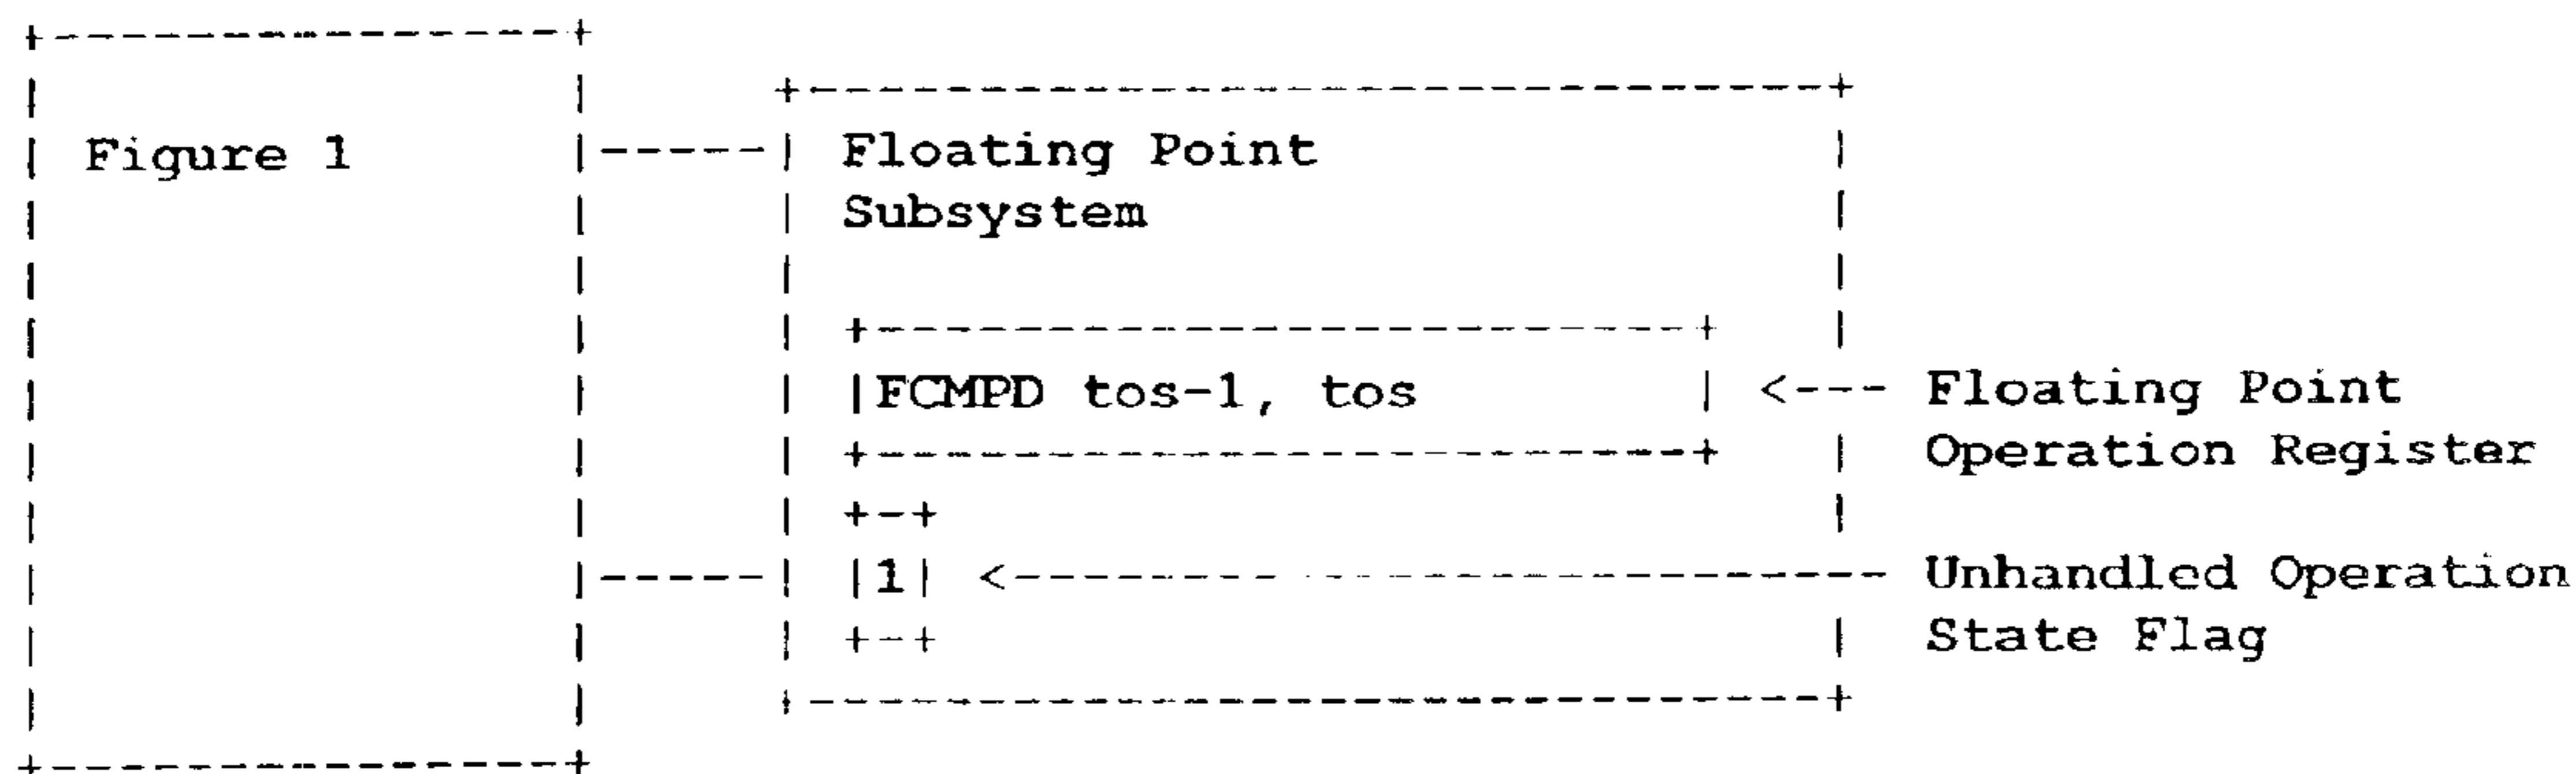 Figure 1
Floating Point
Subsystem
FCMPD tos-1, tos
<--- Floating Point
Operation Register
1
<--- Unhandled Operation
State Flag